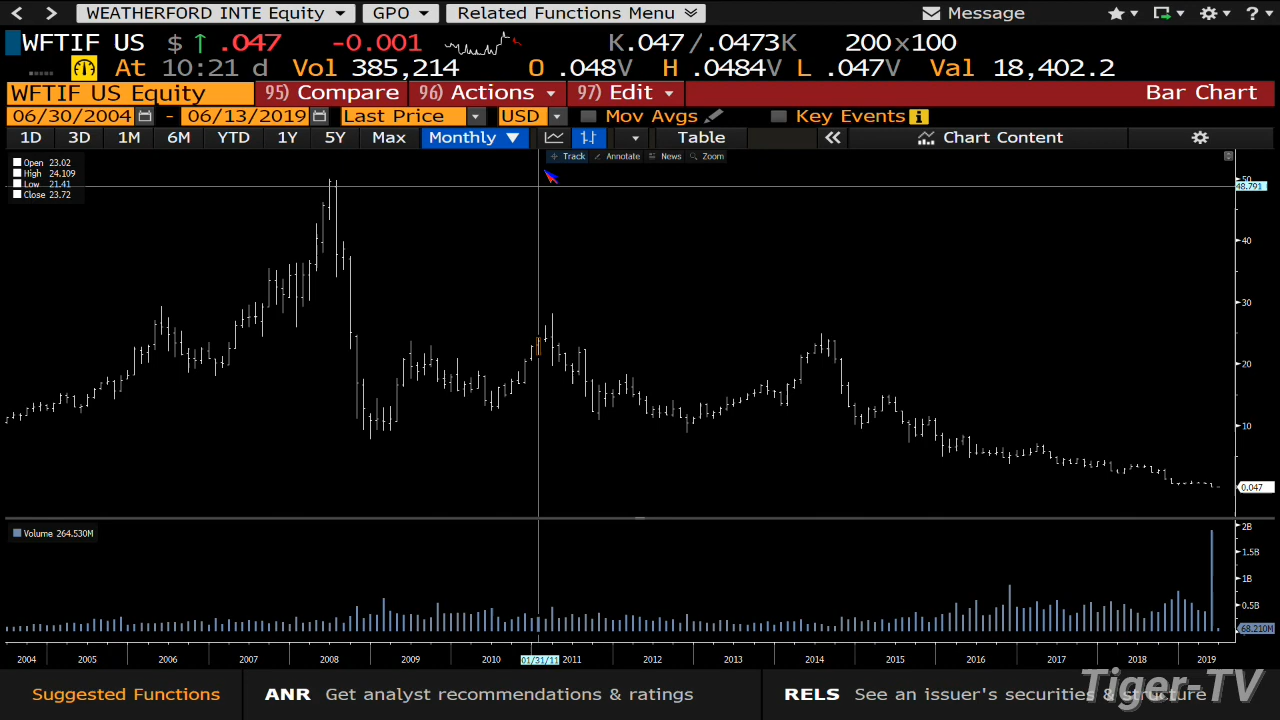 WEATHERFORD INTE Equity GPO Related Functions Menu Message ?
WFTIF US $ ↑ .047 -0.001 K.047/.0473K 200x100
At 10:21 d Vol 385,214 O .048V H .0484V L .047V Val 18,402.2
WFTIF US Equity 95) Compare 96) Actions 97) Edit Bar Chart
06/30/2004 - 06/13/2019 Last Price USD Mov Avgs Key Events
1D 3D 1M 6M YTD 1Y 5Y Max Monthly ▼ Table « Chart Content
Track Annotate News Zoom
Open 23.02
High 24.109
Low 21.41
Close 23.72
50
48.791
40
30
20
10
0.047
Volume 264.530M
2B
1.5B
1B
0.5B
68.210M
2004 2005 2006 2007 2008 2009 2010 01/31/11 2011 2012 2013 2014 2015 2016 2017 2018 2019
Suggested Functions ANR Get analyst recommendations & ratings RELS See an issuer's securities & structure
Tiger-TV